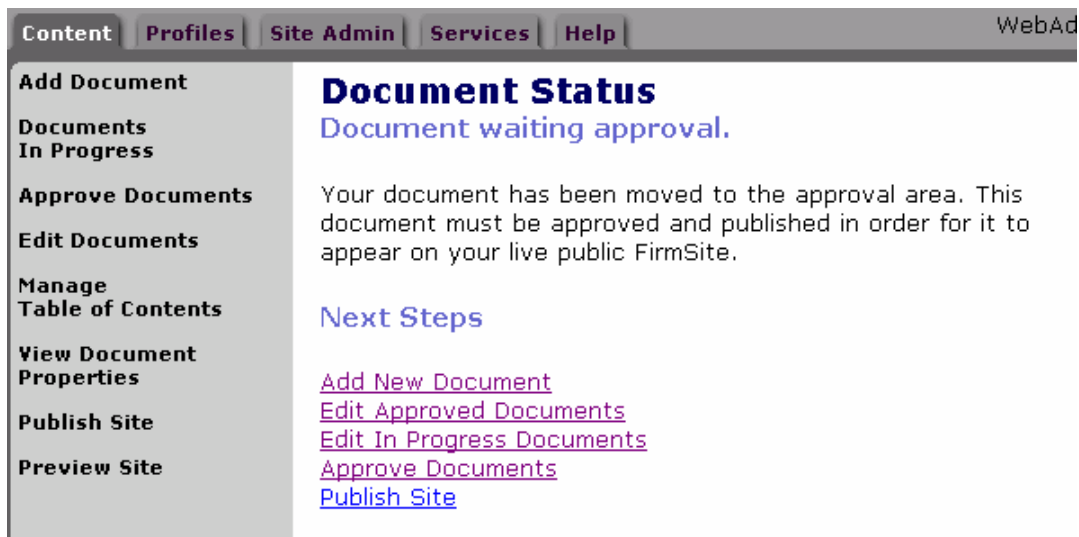 Content Profiles Site Admin Services Help WebAd
Add Document
Documents
In Progress
Approve Documents
Edit Documents
Manage
Table of Contents
View Document
Properties
Publish Site
Preview Site
Document Status
Document waiting approval.
Your document has been moved to the approval area. This
document must be approved and published in order for it to
appear on your live public FirmSite.
Next Steps
Add New Document
Edit Approved Documents
Edit In Progress Documents
Approve Documents
Publish Site